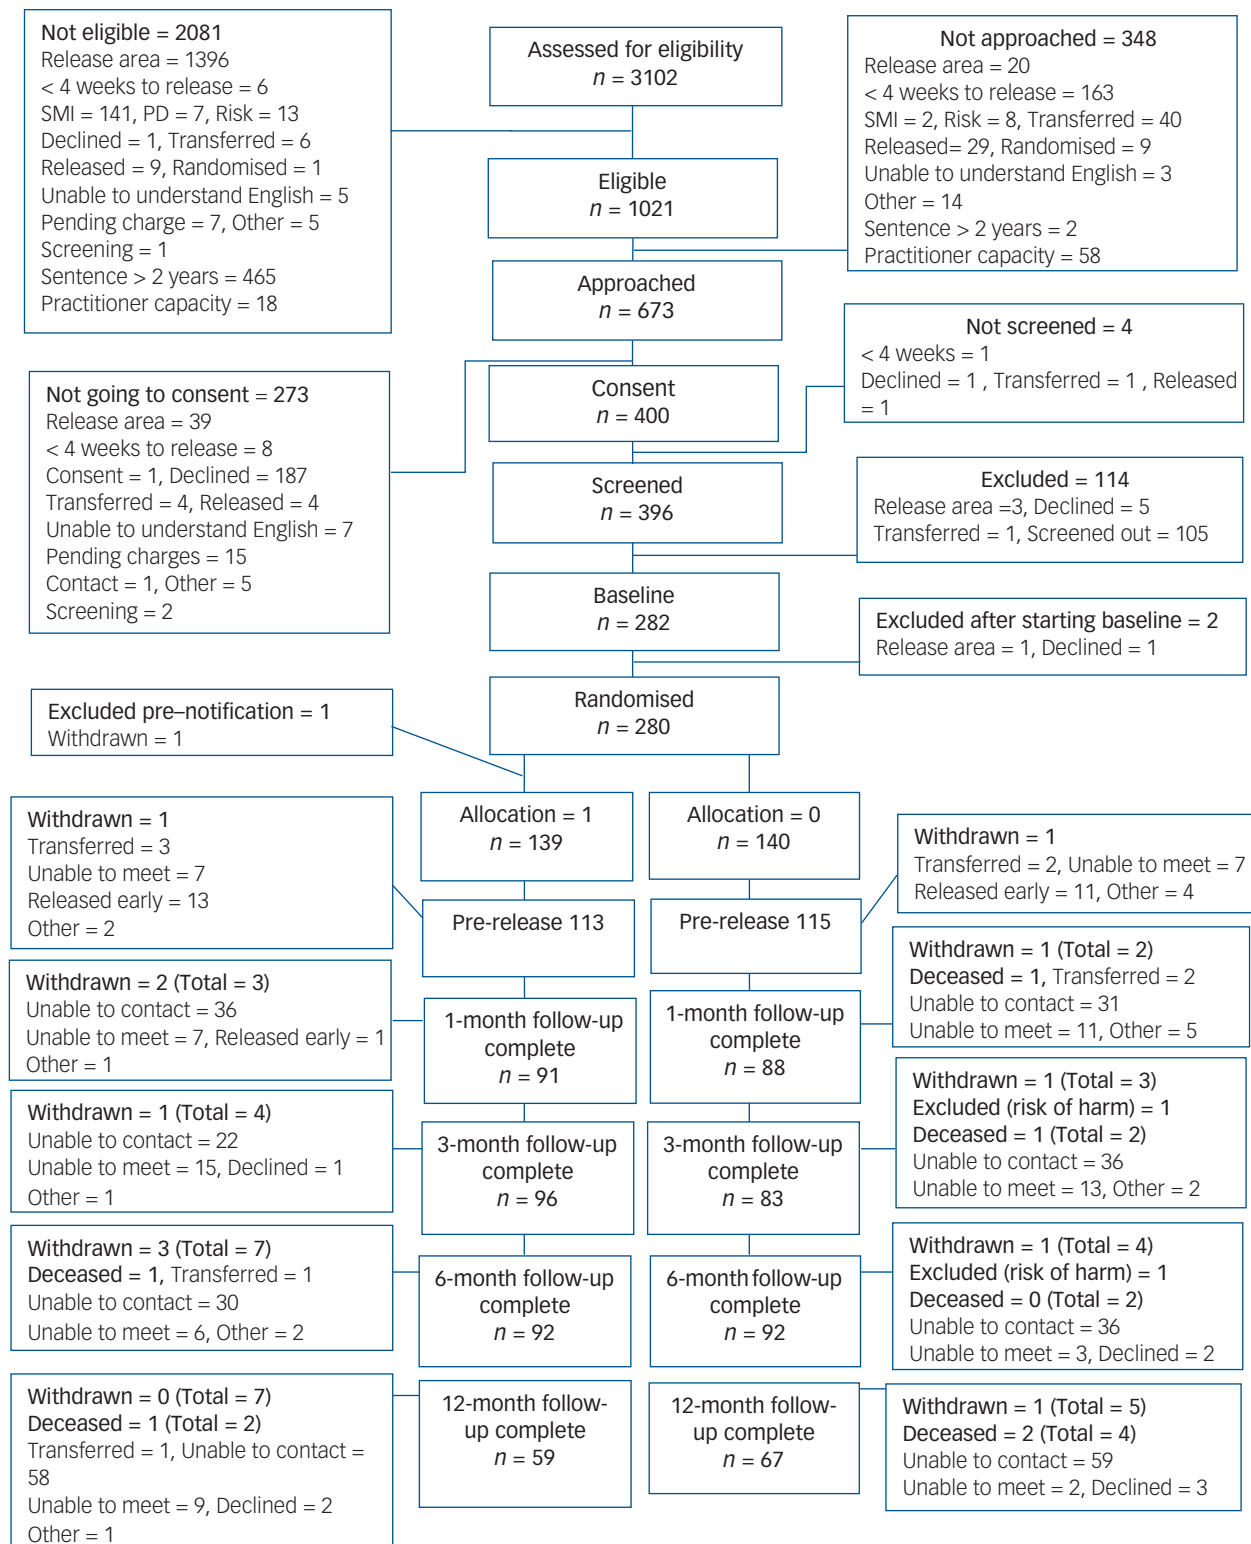 Not eligible = 2081
Release area = 1396
< 4 weeks to release = 6
SMI = 141, PD = 7, Risk = 13
Declined = 1, Transferred = 6
Released = 9, Randomised = 1
Unable to understand English = 5
Pending charge = 7, Other = 5
Screening = 1
Sentence > 2 years = 465
Practitioner capacity = 18
Assessed for eligibility
n = 3102
Not approached = 348
Release area = 20
< 4 weeks to release = 163
SMI = 2, Risk = 8, Transferred = 40
Released= 29, Randomised = 9
Unable to understand English = 3
Other = 14
Sentence > 2 years = 2
Practitioner capacity = 58
Eligible
n = 1021
Approached
n = 673
Not screened = 4
< 4 weeks = 1
Declined = 1 , Transferred = 1 , Released
= 1
Not going to consent = 273
Release area = 39
< 4 weeks to release = 8
Consent = 1, Declined = 187
Transferred = 4, Released = 4
Unable to understand English = 7
Pending charges = 15
Contact = 1, Other = 5
Screening = 2
Consent
n = 400
Screened
n = 396
Excluded = 114
Release area =3, Declined = 5
Transferred = 1, Screened out = 105
Baseline
n = 282
Excluded after starting baseline = 2
Release area = 1, Declined = 1
Randomised
n = 280
Excluded pre–notification = 1
Withdrawn = 1
Allocation = 1
n = 139
Allocation = 0
n = 140
Withdrawn = 1
Transferred = 3
Unable to meet = 7
Released early = 13
Other = 2
Withdrawn = 1
Transferred = 2, Unable to meet = 7
Released early = 11, Other = 4
Pre-release 113
Pre-release 115
Withdrawn = 2 (Total = 3)
Unable to contact = 36
Unable to meet = 7, Released early = 1
Other = 1
1-month follow-up
complete
n = 91
1-month follow-up
complete
n = 88
Withdrawn = 1 (Total = 2)
Deceased = 1, Transferred = 2
Unable to contact = 31
Unable to meet = 11, Other = 5
Withdrawn = 1 (Total = 4)
Unable to contact = 22
Unable to meet = 15, Declined = 1
Other = 1
3-month follow-up
complete
n = 96
3-month follow-up
complete
n = 83
Withdrawn = 1 (Total = 3)
Excluded (risk of harm) = 1
Deceased = 1 (Total = 2)
Unable to contact = 36
Unable to meet = 13, Other = 2
Withdrawn = 3 (Total = 7)
Deceased = 1, Transferred = 1
Unable to contact = 30
Unable to meet = 6, Other = 2
6-month follow-up
complete
n = 92
6-month follow-up
complete
n = 92
Withdrawn = 1 (Total = 4)
Excluded (risk of harm) = 1
Deceased = 0 (Total = 2)
Unable to contact = 36
Unable to meet = 3, Declined = 2
Withdrawn = 0 (Total = 7)
Deceased = 1 (Total = 2)
Transferred = 1, Unable to contact =
58
Unable to meet = 9, Declined = 2
Other = 1
12-month follow-
up complete
n = 59
12-month follow-
up complete
n = 67
Withdrawn = 1 (Total = 5)
Deceased = 2 (Total = 4)
Unable to contact = 59
Unable to meet = 2, Declined = 3